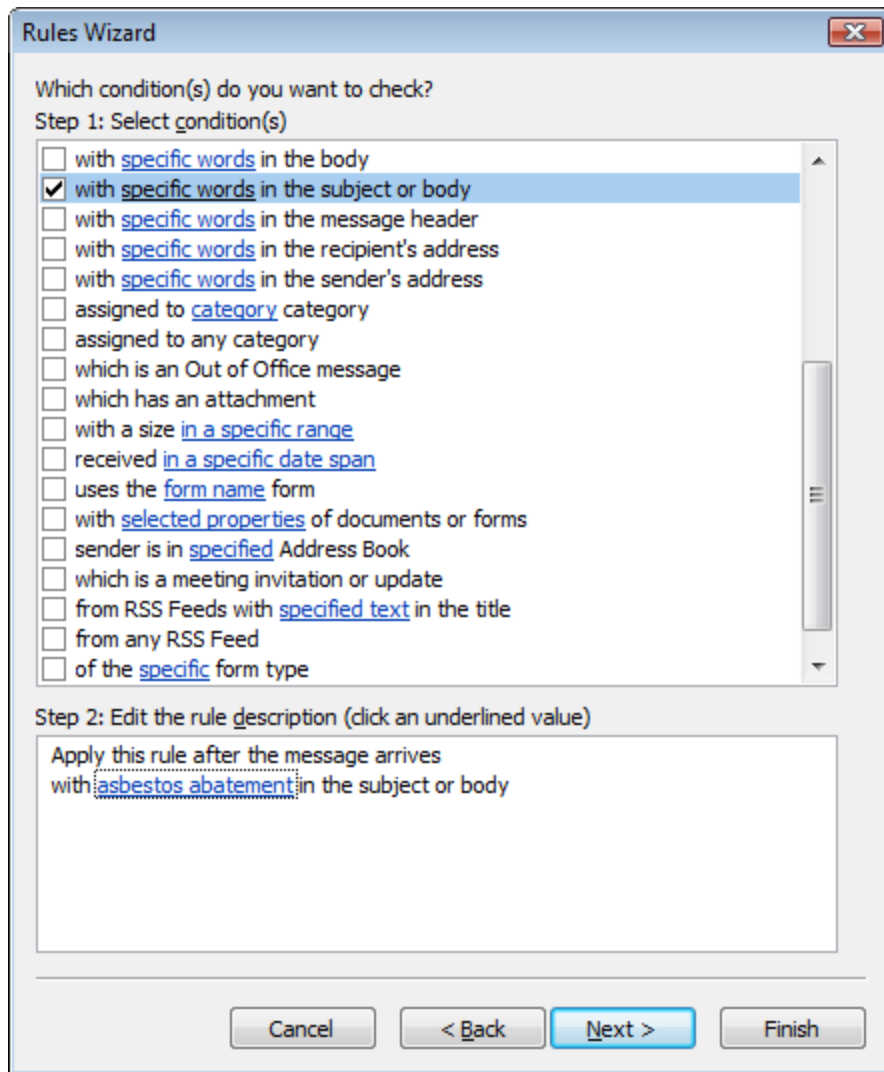 Rules Wizard
Which condition(s) do you want to check?
Step 1: Select condition(s)
with specific words in the body
with specific words in the subject or body
with specific words in the message header
with specific words in the recipient's address
with specific words in the sender's address
assigned to category category
assigned to any category
which is an Out of Office message
which has an attachment
with a size in a specific range
received in a specific date span
uses the form name form
with selected properties of documents or forms
sender is in specified Address Book
which is a meeting invitation or update
from RSS Feeds with specified text in the title
from any RSS Feed
of the specific form type
Step 2: Edit the rule description (click an underlined value)
Apply this rule after the message arrives
with asbestos abatement in the subject or body
Cancel < Back Next > Finish